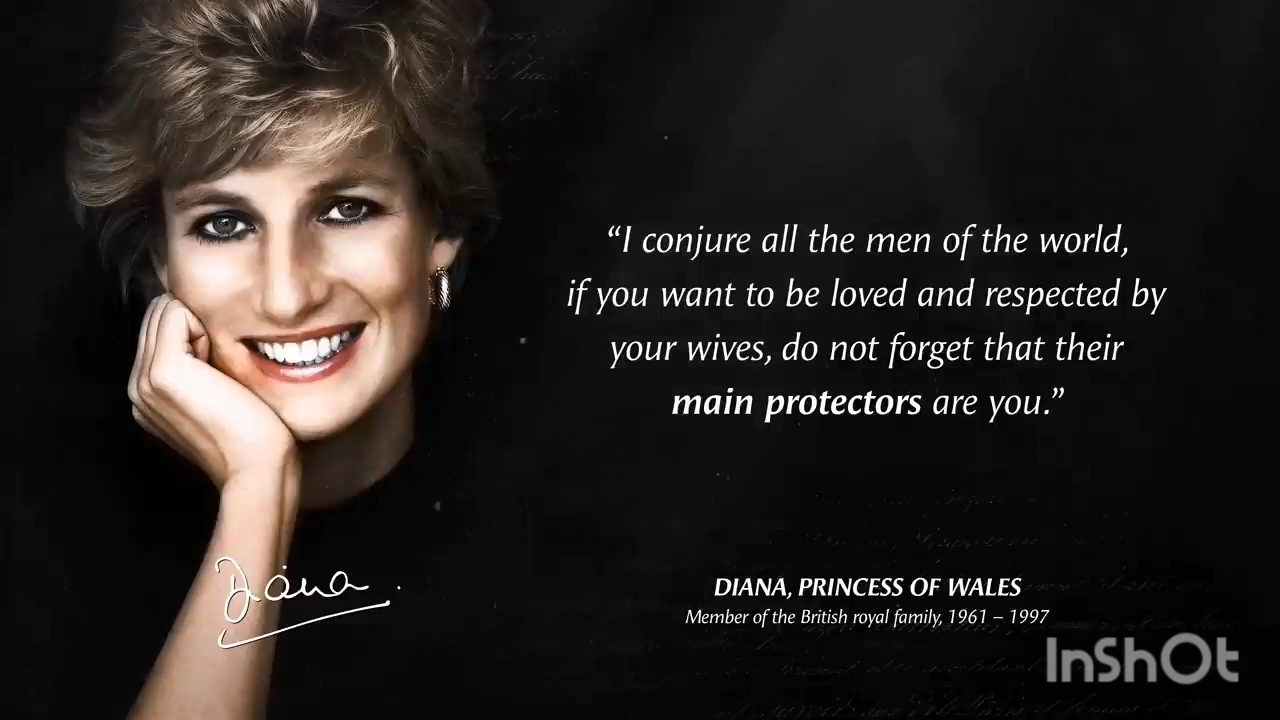 “I conjure all the men of the world,
if you want to be loved and respected by
your wives, do not forget that their
main protectors are you.”
Diana.
DIANA, PRINCESS OF WALES
Member of the British royal family, 1961 – 1997
InShOt